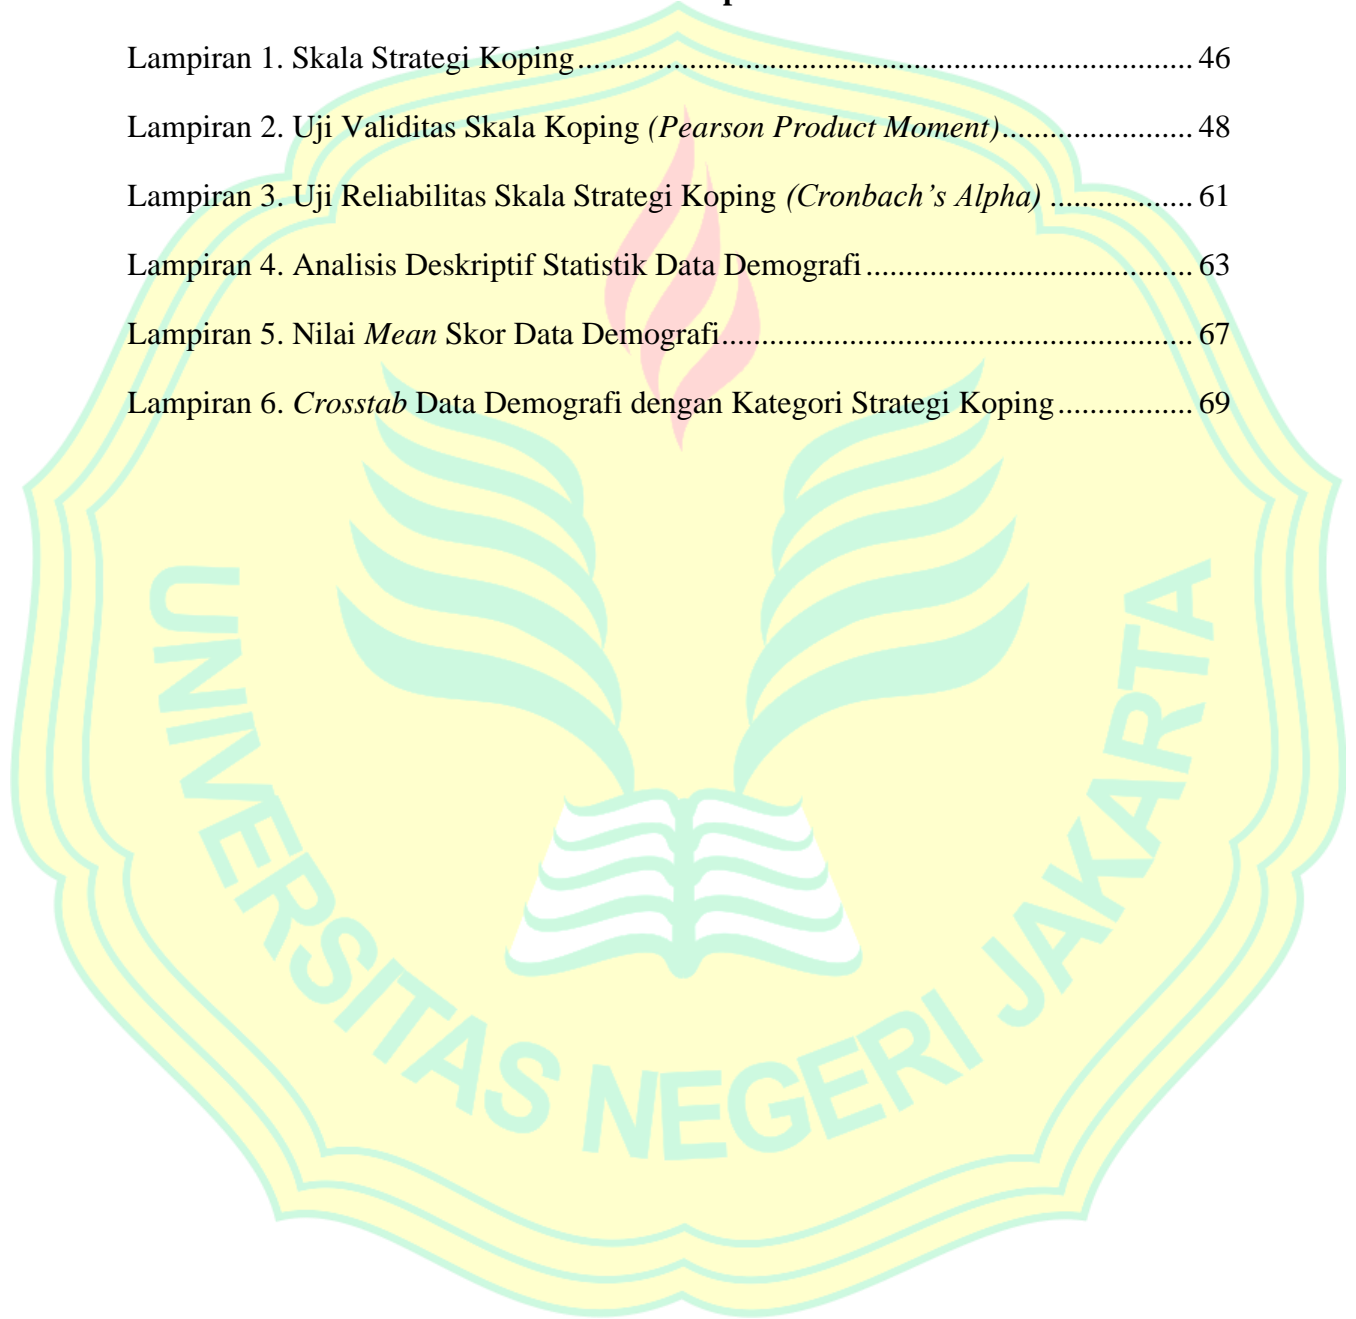 Lampiran 1. Skala Strategi Koping............................................................................. 46
Lampiran 2. Uji Validitas Skala Koping (Pearson Product Moment)........................ 48
Lampiran 3. Uji Reliabilitas Skala Strategi Koping (Cronbach’s Alpha) .................. 61
Lampiran 4. Analisis Deskriptif Statistik Data Demografi......................................... 63
Lampiran 5. Nilai Mean Skor Data Demografi........................................................... 67
Lampiran 6. Crosstab Data Demografi dengan Kategori Strategi Koping................. 69
UNIVERSITAS NEGERI JAKARTA